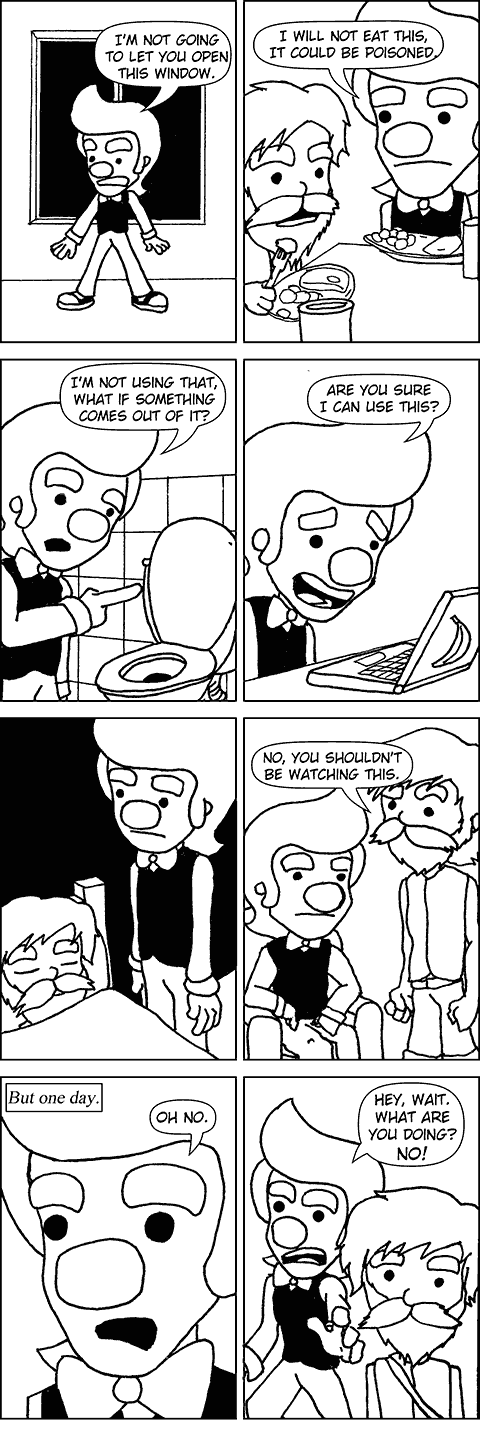 I'M NOT GOING
TO LET YOU OPEN
THIS WINDOW.
I WILL NOT EAT THIS,
IT COULD BE POISONED.
I'M NOT USING THAT,
WHAT IF SOMETHING
COMES OUT OF IT?
ARE YOU SURE
I CAN USE THIS?
NO, YOU SHOULDN'T
BE WATCHING THIS.
But one day.
OH NO.
HEY, WAIT.
WHAT ARE
YOU DOING?
NO!